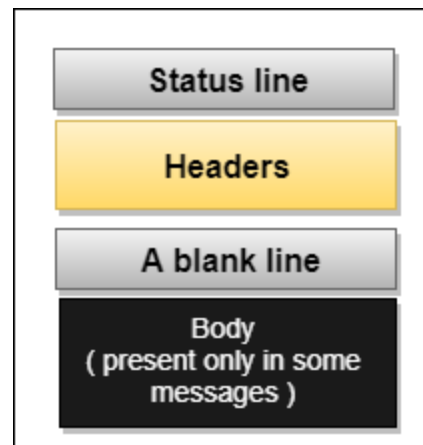 Status line
Headers
A blank line
Body
( present only in some
messages )